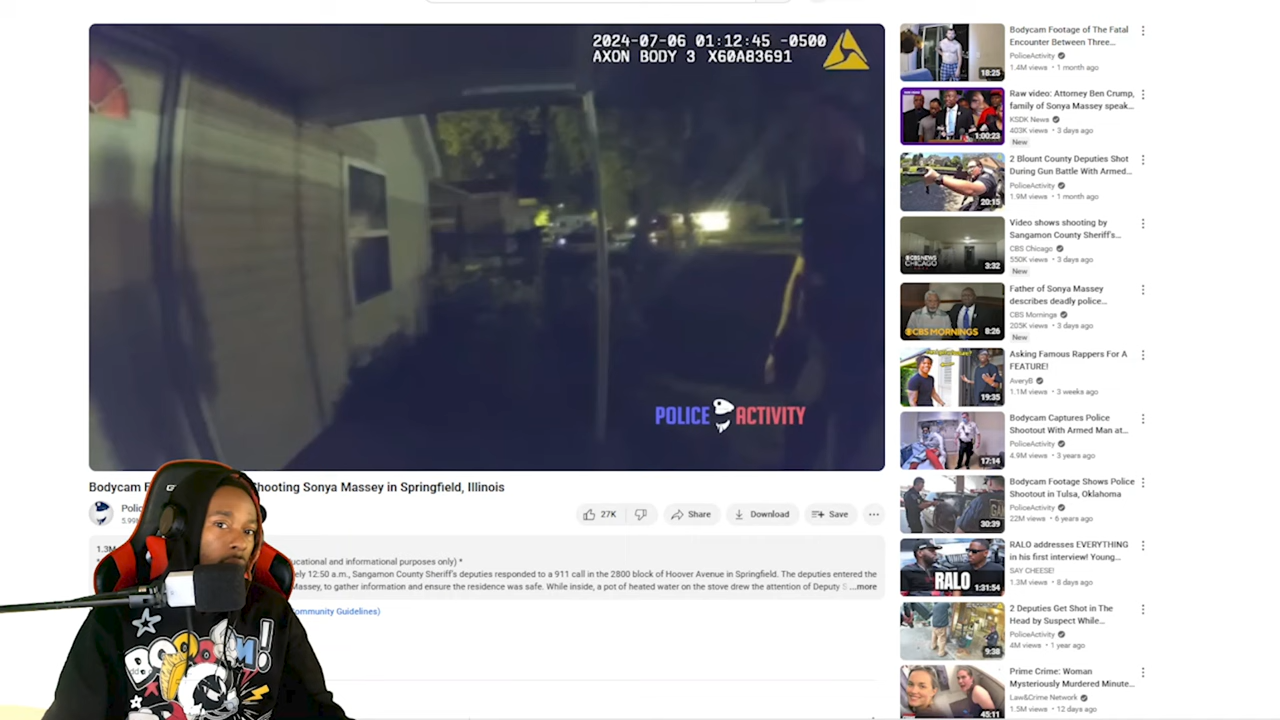 2024-07-06 01:12:45 -0500
AXON BODY 3 X60A83691
POLICE ACTIVITY
Bodycam F
hooting Sonya Massey in Springfield, Illinois
Polic
5.99
27K
Share
Download
Save
1.3M
ucational and informational purposes only) *
ely 12:50 a.m., Sangamon County Sheriff's deputies responded to a 911 call in the 2800 block of Hoover Avenue in Springfield. The deputies entered the
Massey, to gather information and ensure the residence was safe. While inside, a pot of heated water on the stove drew the attention of Deputy S ...more
ommunity Guidelines)
Bodycam Footage of The Fatal
Encounter Between Three...
PoliceActivity
1.4M views • 1 month ago
18:25
Raw video: Attorney Ben Crump,
family of Sonya Massey speak...
KSDK News
403K views • 3 days ago
New
1:00:23
2 Blount County Deputies Shot
During Gun Battle With Armed...
PoliceActivity
1.9M views • 1 month ago
20:15
Video shows shooting by
Sangamon County Sheriff's...
CBS Chicago
550K views • 3 days ago
New
CBS NEWS
CHICAGO
3:32
Father of Sonya Massey
describes deadly police...
CBS Mornings
205K views • 3 days ago
New
CBS MORNINGS
8:26
Asking Famous Rappers For A
FEATURE!
AveryB
1.1M views • 3 weeks ago
19:35
Bodycam Captures Police
Shootout With Armed Man at...
PoliceActivity
4.9M views • 3 years ago
17:14
Bodycam Footage Shows Police
Shootout in Tulsa, Oklahoma
PoliceActivity
22M views • 6 years ago
30:39
RALO addresses EVERYTHING
in his first interview! Young...
SAY CHEESE!
1.3M views • 8 days ago
RALO
1:31:54
2 Deputies Get Shot in The
Head by Suspect While...
PoliceActivity
4M views • 1 year ago
9:38
Prime Crime: Woman
Mysteriously Murdered Minute...
Law&Crime Network
1.5M views • 12 days ago
45:11